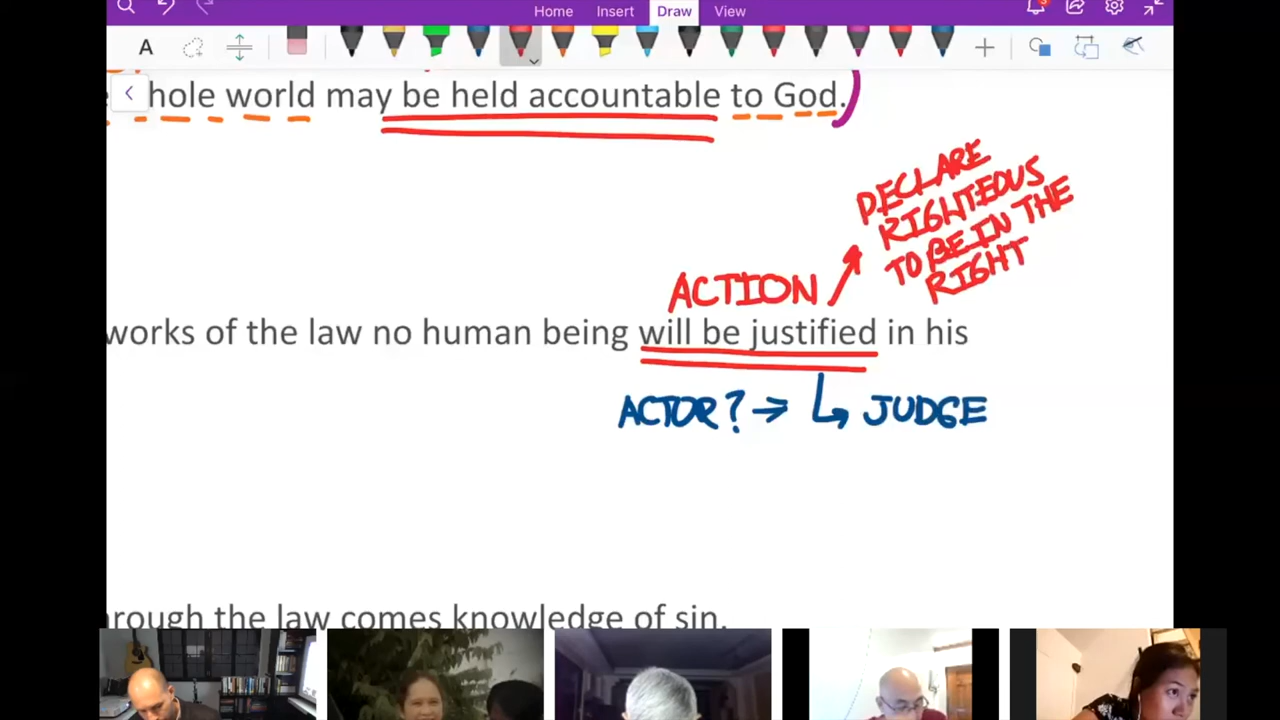 Home Insert Draw View
A
hole world may be held accountable to God.)
DECLARE
RIGHTEOUS
TO BE IN THE
RIGHT
ACTION
works of the law no human being will be justified in his
ACTOR? → ↳ JUDGE
hrough the law comes knowledge of sin.